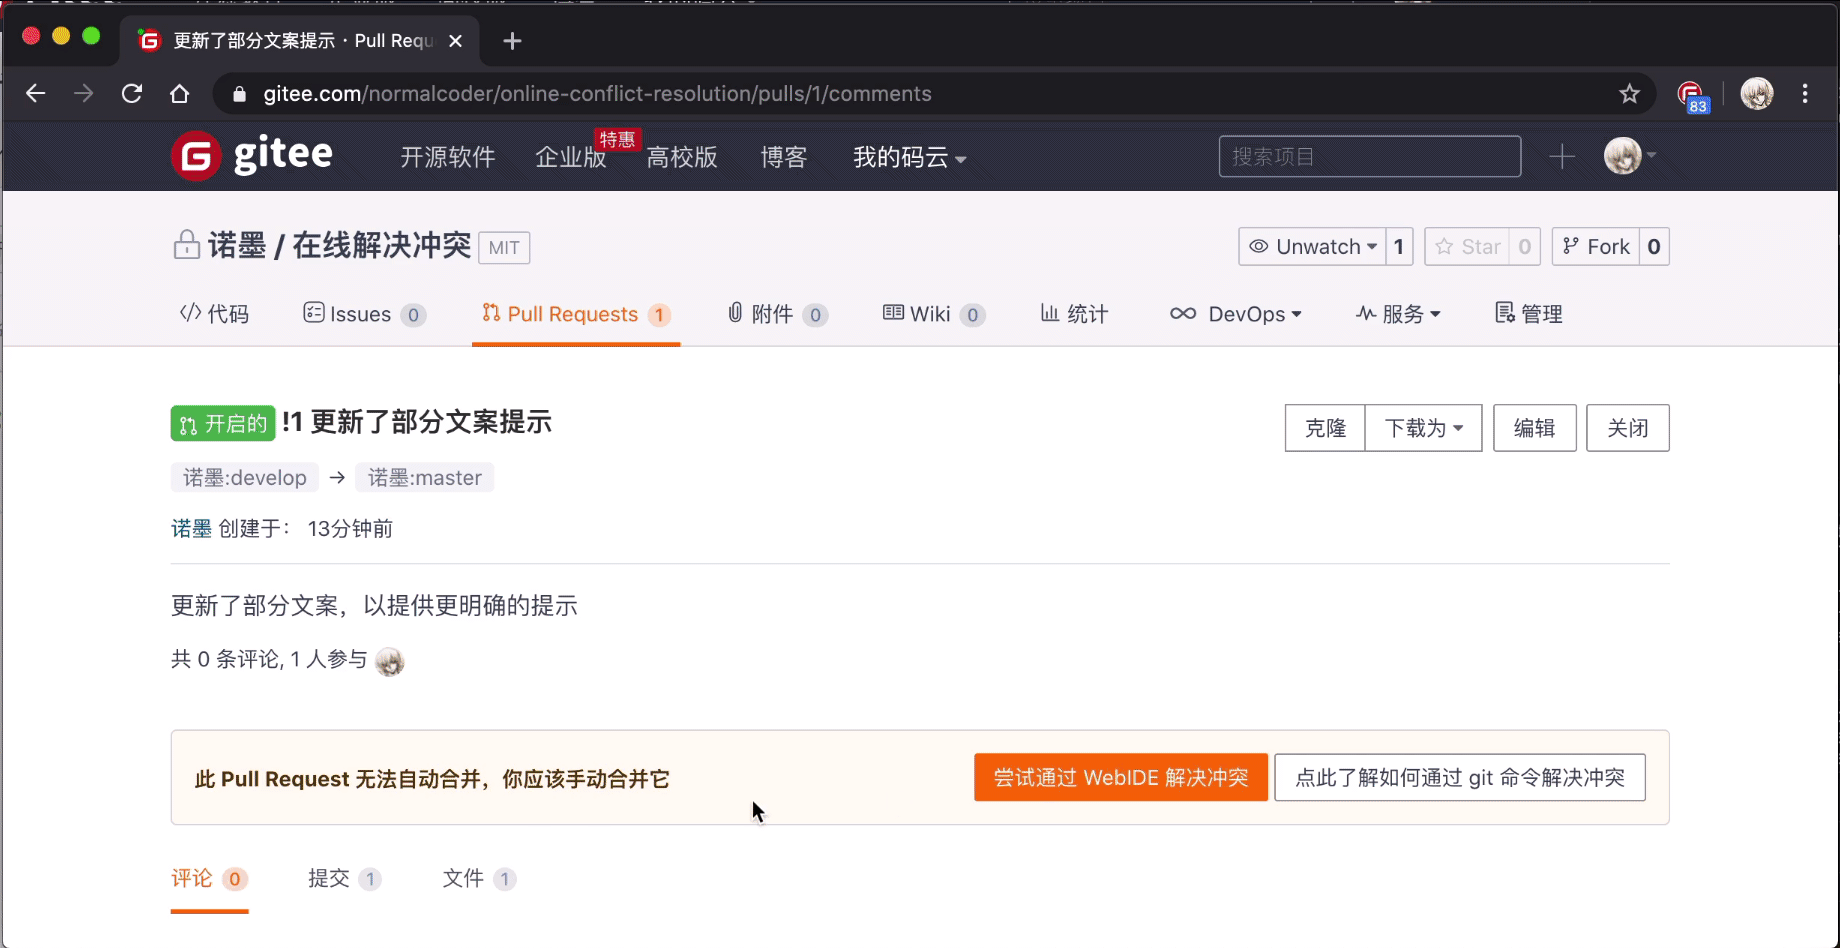 更新了部分文案提示 · Pull Requ
gitee.com/normalcoder/online-conflict-resolution/pulls/1/comments
83
gitee
开源软件
企业版
特惠
高校版
博客
我的码云
搜索项目
诺墨 / 在线解决冲突 MIT
Unwatch 1
Star 0
Fork 0
代码
Issues 0
Pull Requests 1
附件 0
Wiki 0
统计
DevOps
服务
管理
开启的 !1 更新了部分文案提示
克隆
下载为
编辑
关闭
诺墨:develop → 诺墨:master
诺墨 创建于： 13分钟前
更新了部分文案，以提供更明确的提示
共 0 条评论, 1 人参与
此 Pull Request 无法自动合并，你应该手动合并它
尝试通过 WebIDE 解决冲突
点此了解如何通过 git 命令解决冲突
评论 0
提交 1
文件 1